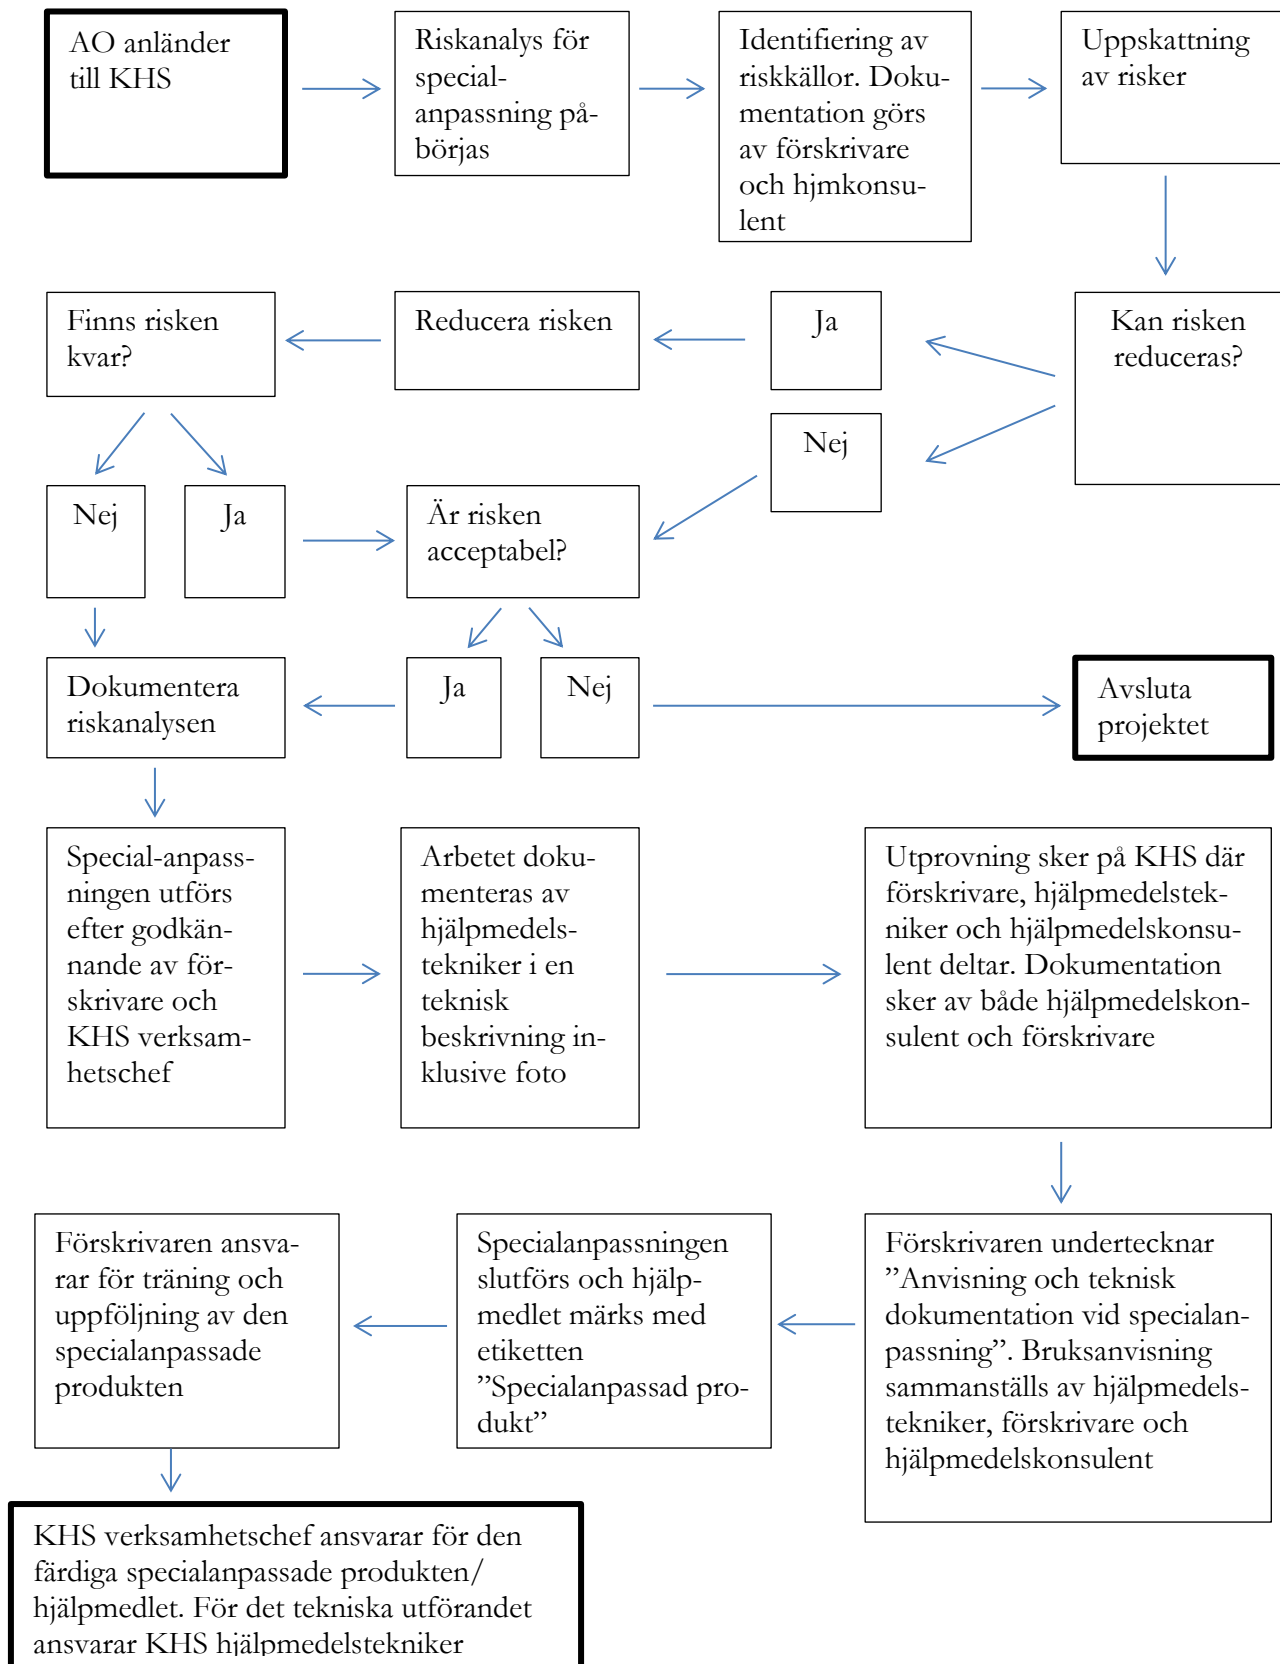 AO anländer
till KHS
Riskanalys för
special-
anpassning på-
börjas
Identifiering av
riskkällor. Doku-
mentation görs
av förskrivare
och hjmkonsu-
lent
Uppskattning
av risker
Finns risken
kvar?
Reducera risken
Ja
Kan risken
reduceras?
Nej
Nej
Ja
Är risken
acceptabel?
Dokumentera
riskanalysen
Ja
Nej
Avsluta
projektet
Special-anpass-
ningen utförs
efter godkän-
nande av för-
skrivare och
KHS verksam-
hetschef
Arbetet doku-
menteras av
hjälpmedels-
tekniker i en
teknisk
beskrivning in-
klusive foto
Utprovning sker på KHS där
förskrivare, hjälpmedelstek-
niker och hjälpmedelskonsu-
lent deltar. Dokumentation
sker av både hjälpmedelskon-
sulent och förskrivare
Förskrivaren ansva-
rar för träning och
uppföljning av den
specialanpassade
produkten
Specialanpassningen
slutförs och hjälp-
medlet märks med
etiketten
”Specialanpassad pro-
dukt”
Förskrivaren undertecknar
”Anvisning och teknisk
dokumentation vid specialan-
passning”. Bruksanvisning
sammanställs av hjälpmedels-
tekniker, förskrivare och
hjälpmedelskonsulent
KHS verksamhetschef ansvarar för den
färdiga specialanpassade produkten/
hjälpmedlet. För det tekniska utförandet
ansvarar KHS hjälpmedelstekniker